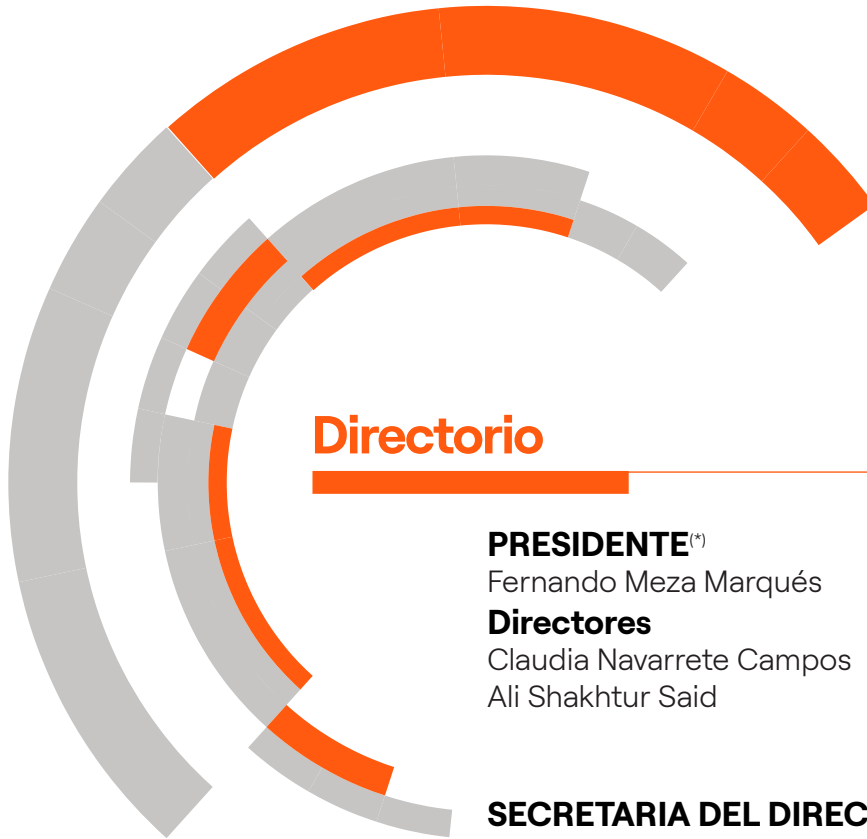 Directorio
PRESIDENTE(*)
Fernando Meza Marqués
Directores
Claudia Navarrete Campos
Ali Shakhtur Said
SECRETARIA DEL DIREC